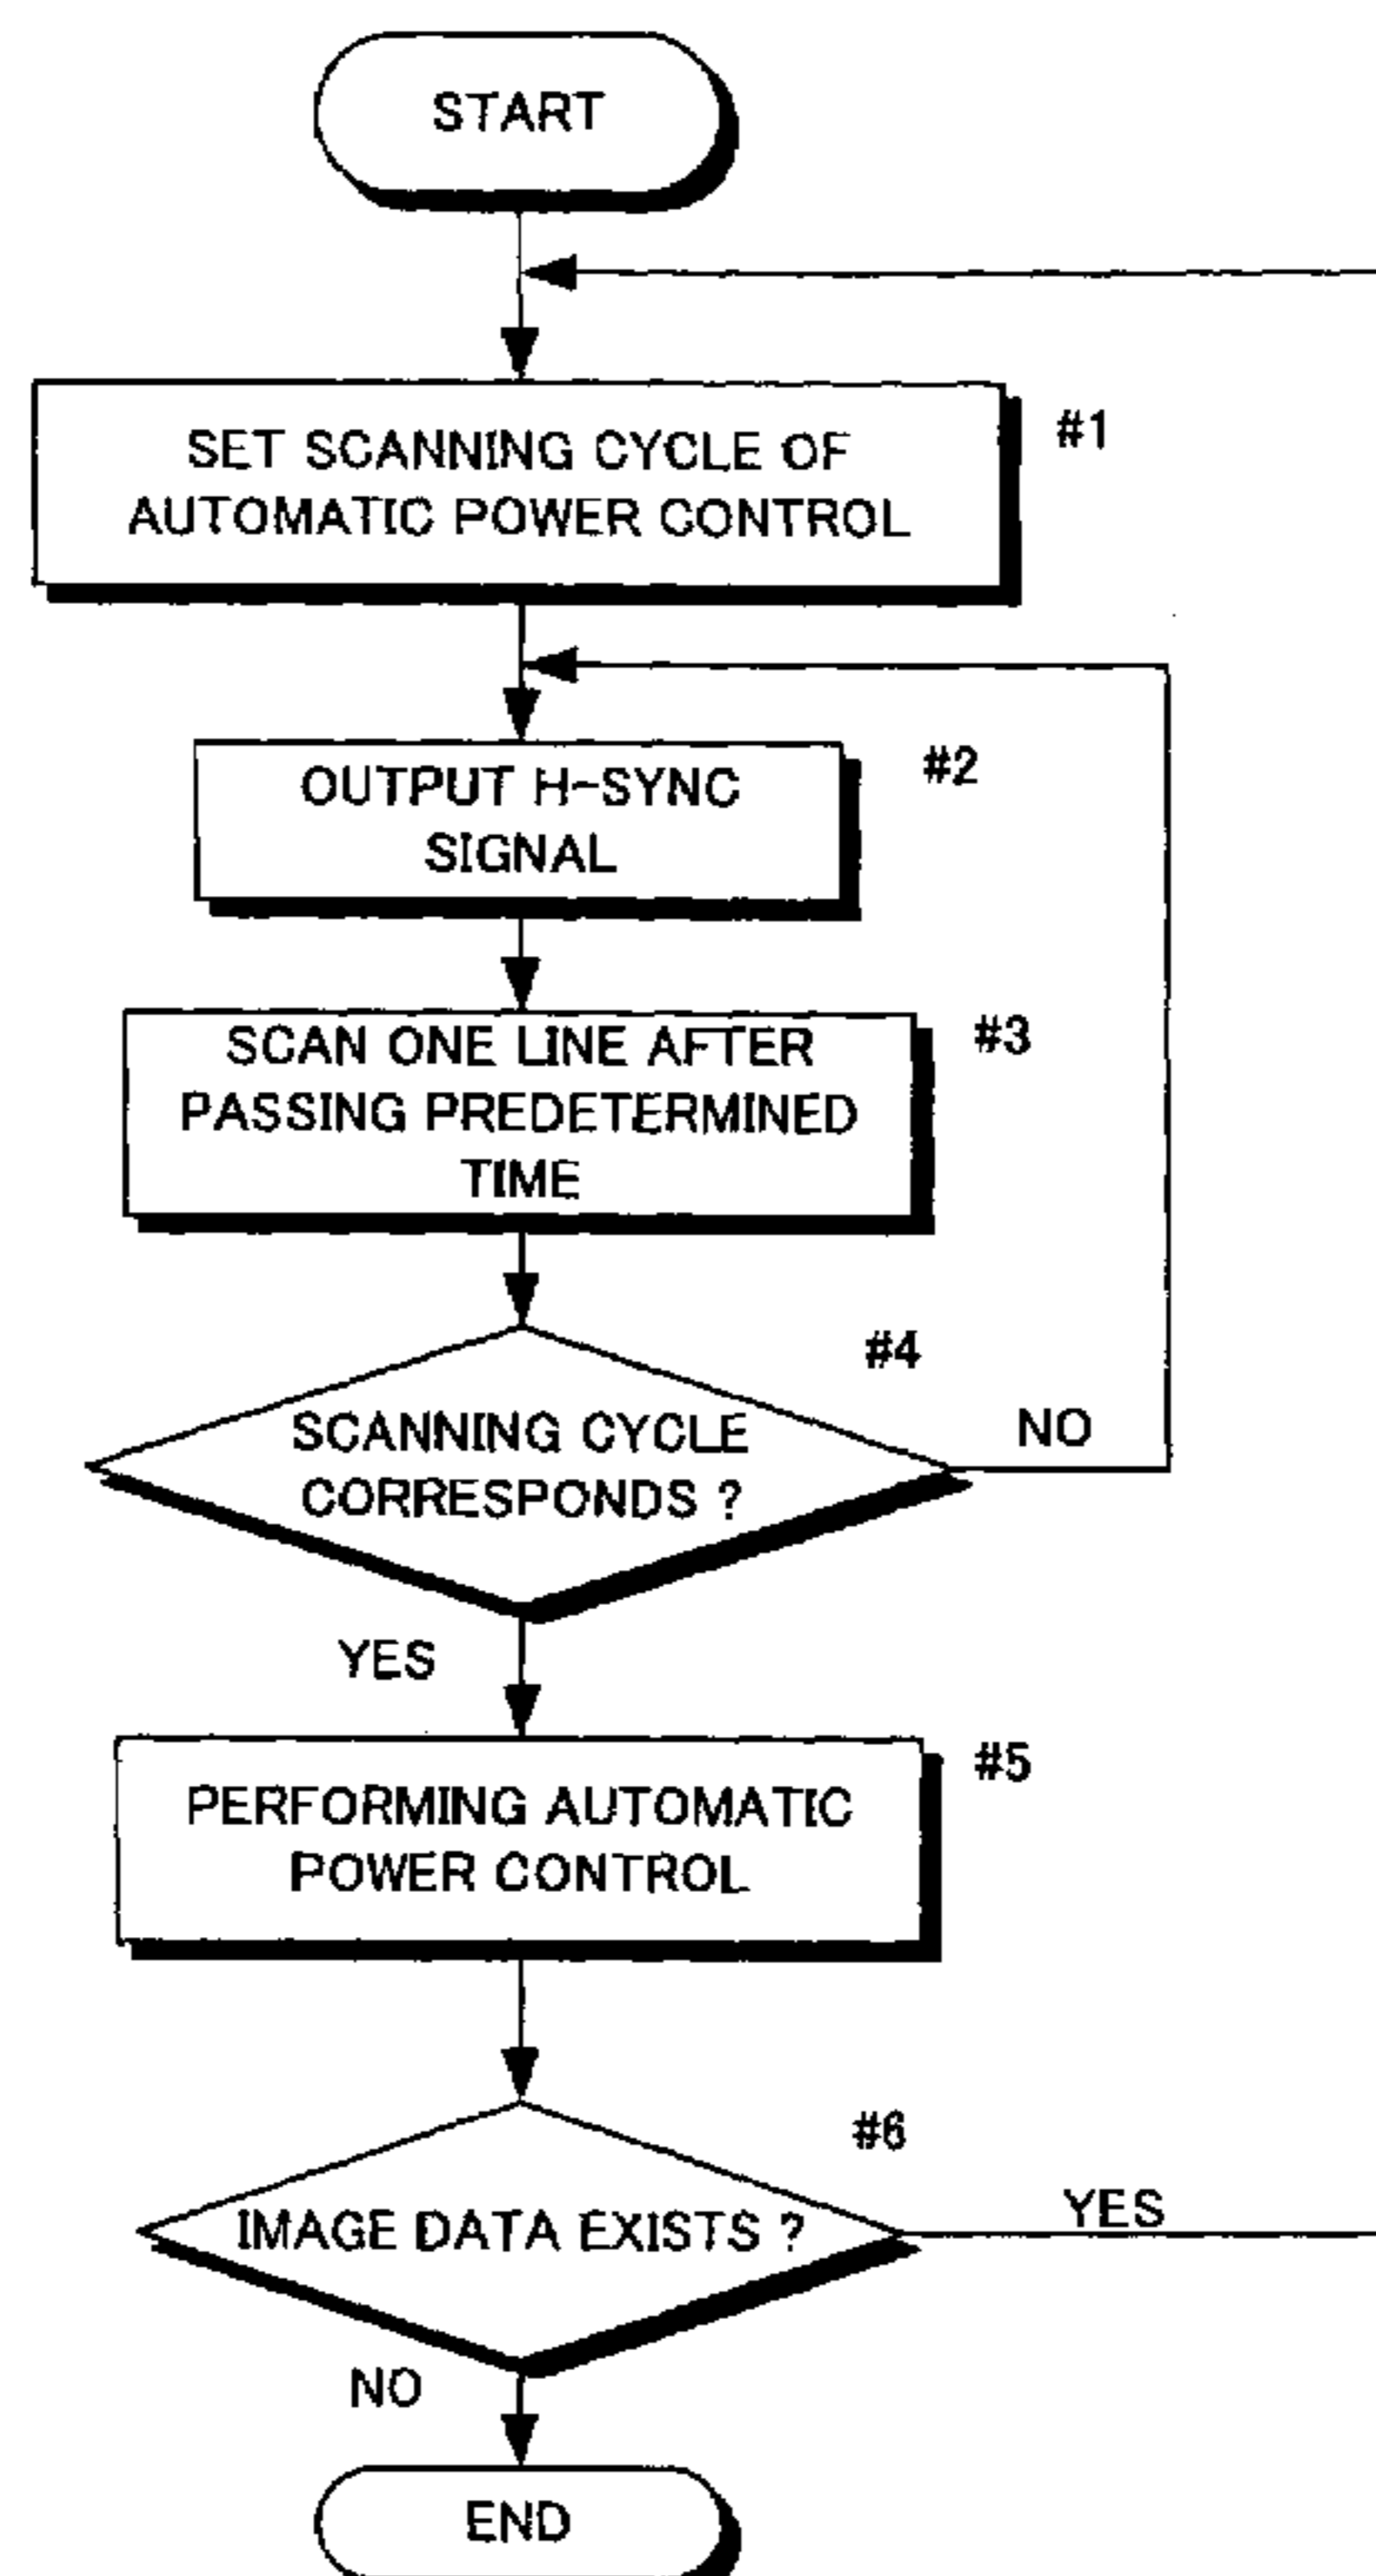 START
SET SCANNING CYCLE OF
AUTOMATIC POWER CONTROL
#1
OUTPUT H-SYNC
SIGNAL
#2
SCAN ONE LINE AFTER
PASSING PREDETERMINED
TIME
#3
SCANNING CYCLE
CORRESPONDS ?
#4
NO
YES
PERFORMING AUTOMATIC
POWER CONTROL
#5
IMAGE DATA EXISTS ?
#6
YES
NO
END